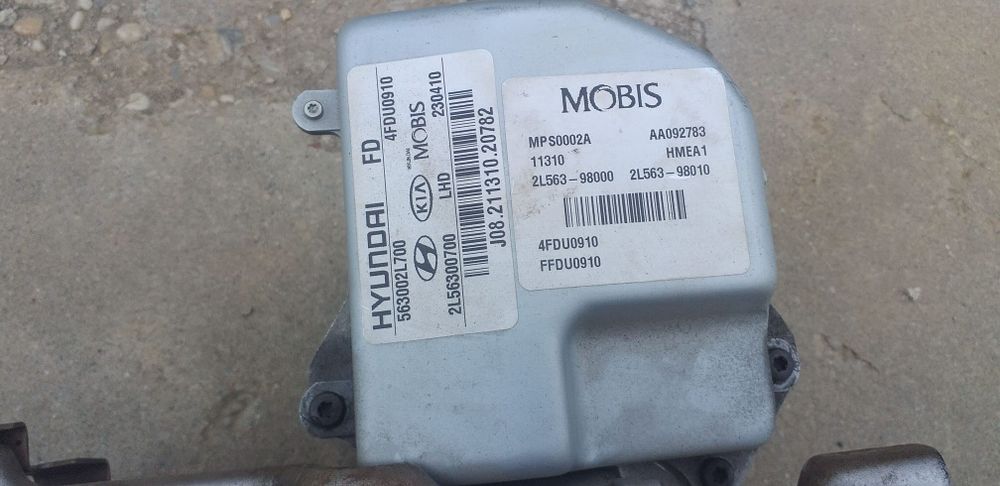 HYUNDAI FD 4FDU0910
563002L700 KIA HYUNDAI MOBIS
2L56300700 LHD 230410
J08.211310.20782
MOBIS
MPS0002A AA092783
11310 HMEA1
2L563-98000 2L563-98010
4FDU0910
FFDU0910